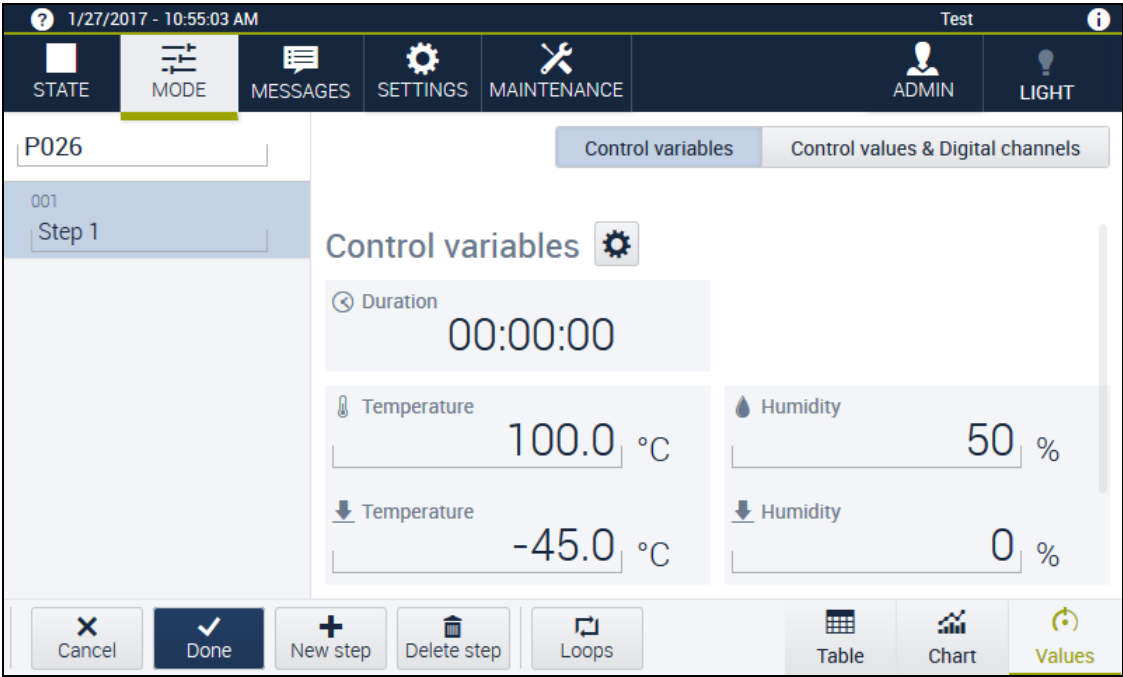 ? 1/27/2017 - 10:55:03 AM Test i
STATE MODE MESSAGES SETTINGS MAINTENANCE ADMIN LIGHT
P026
Control variables Control values & Digital channels
001
Step 1
Control variables
Duration
00:00:00
Temperature
100.0 °C
Humidity
50 %
Temperature
-45.0 °C
Humidity
0 %
Cancel Done New step Delete step Loops Table Chart Values